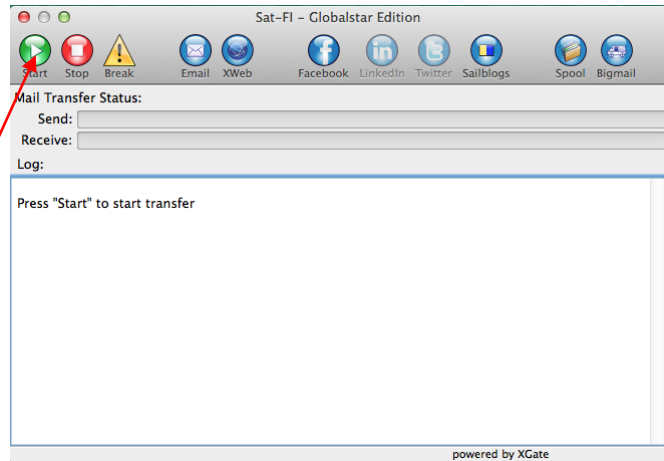 Sat-FI – Globalstar Edition
Start Stop Break Email XWeb Facebook LinkedIn Twitter Sailblogs Spool Bigmail
Mail Transfer Status:
Send:
Receive:
Log:
Press "Start" to start transfer
powered by XGate